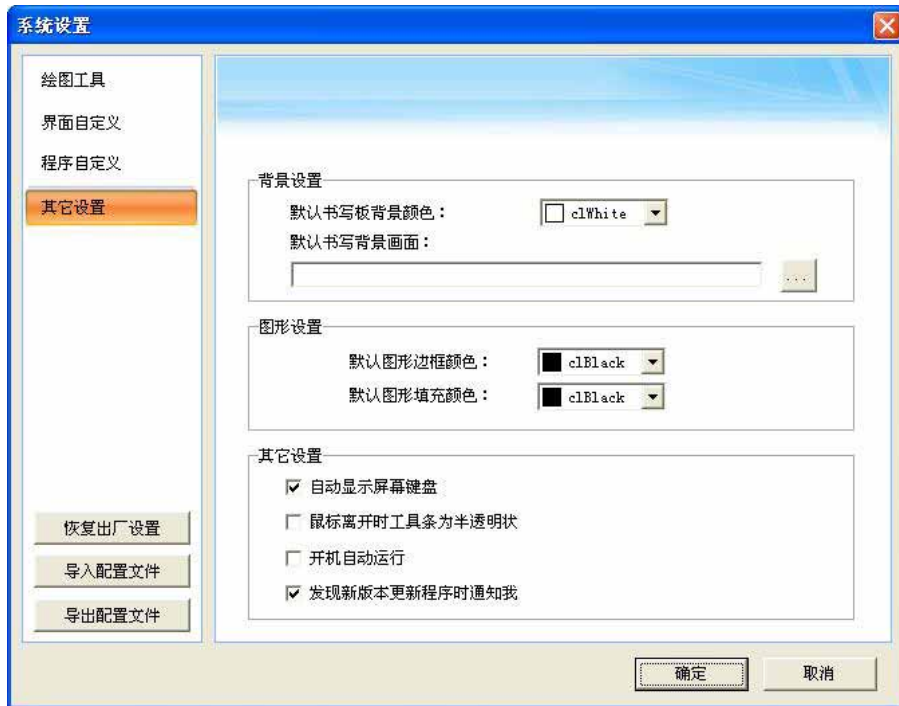 系统设置
绘图工具
界面自定义
程序自定义
其它设置
恢复出厂设置
导入配置文件
导出配置文件
背景设置
默认书写板背景颜色：
clWhite
默认书写背景画面：
...
图形设置
默认图形边框颜色：
clBlack
默认图形填充颜色：
clBlack
其它设置
自动显示屏幕键盘
鼠标离开时工具条为半透明状
开机自动运行
发现新版本更新程序时通知我
确定
取消